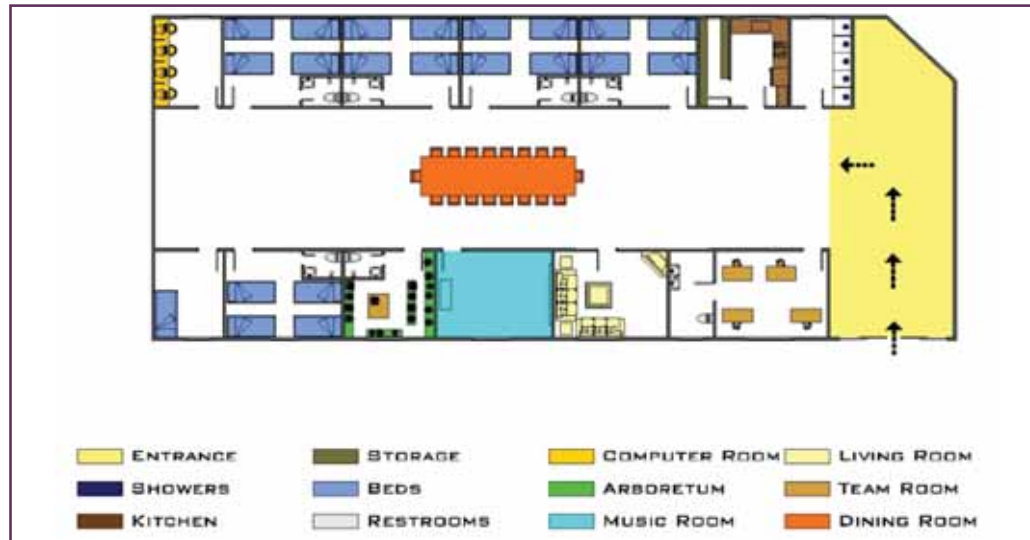 ENTRANCE STORAGE COMPUTER ROOM LIVING ROOM
SHOWERS BEDS ARBORETUM TEAM ROOM
KITCHEN RESTROOMS MUSIC ROOM DINING ROOM